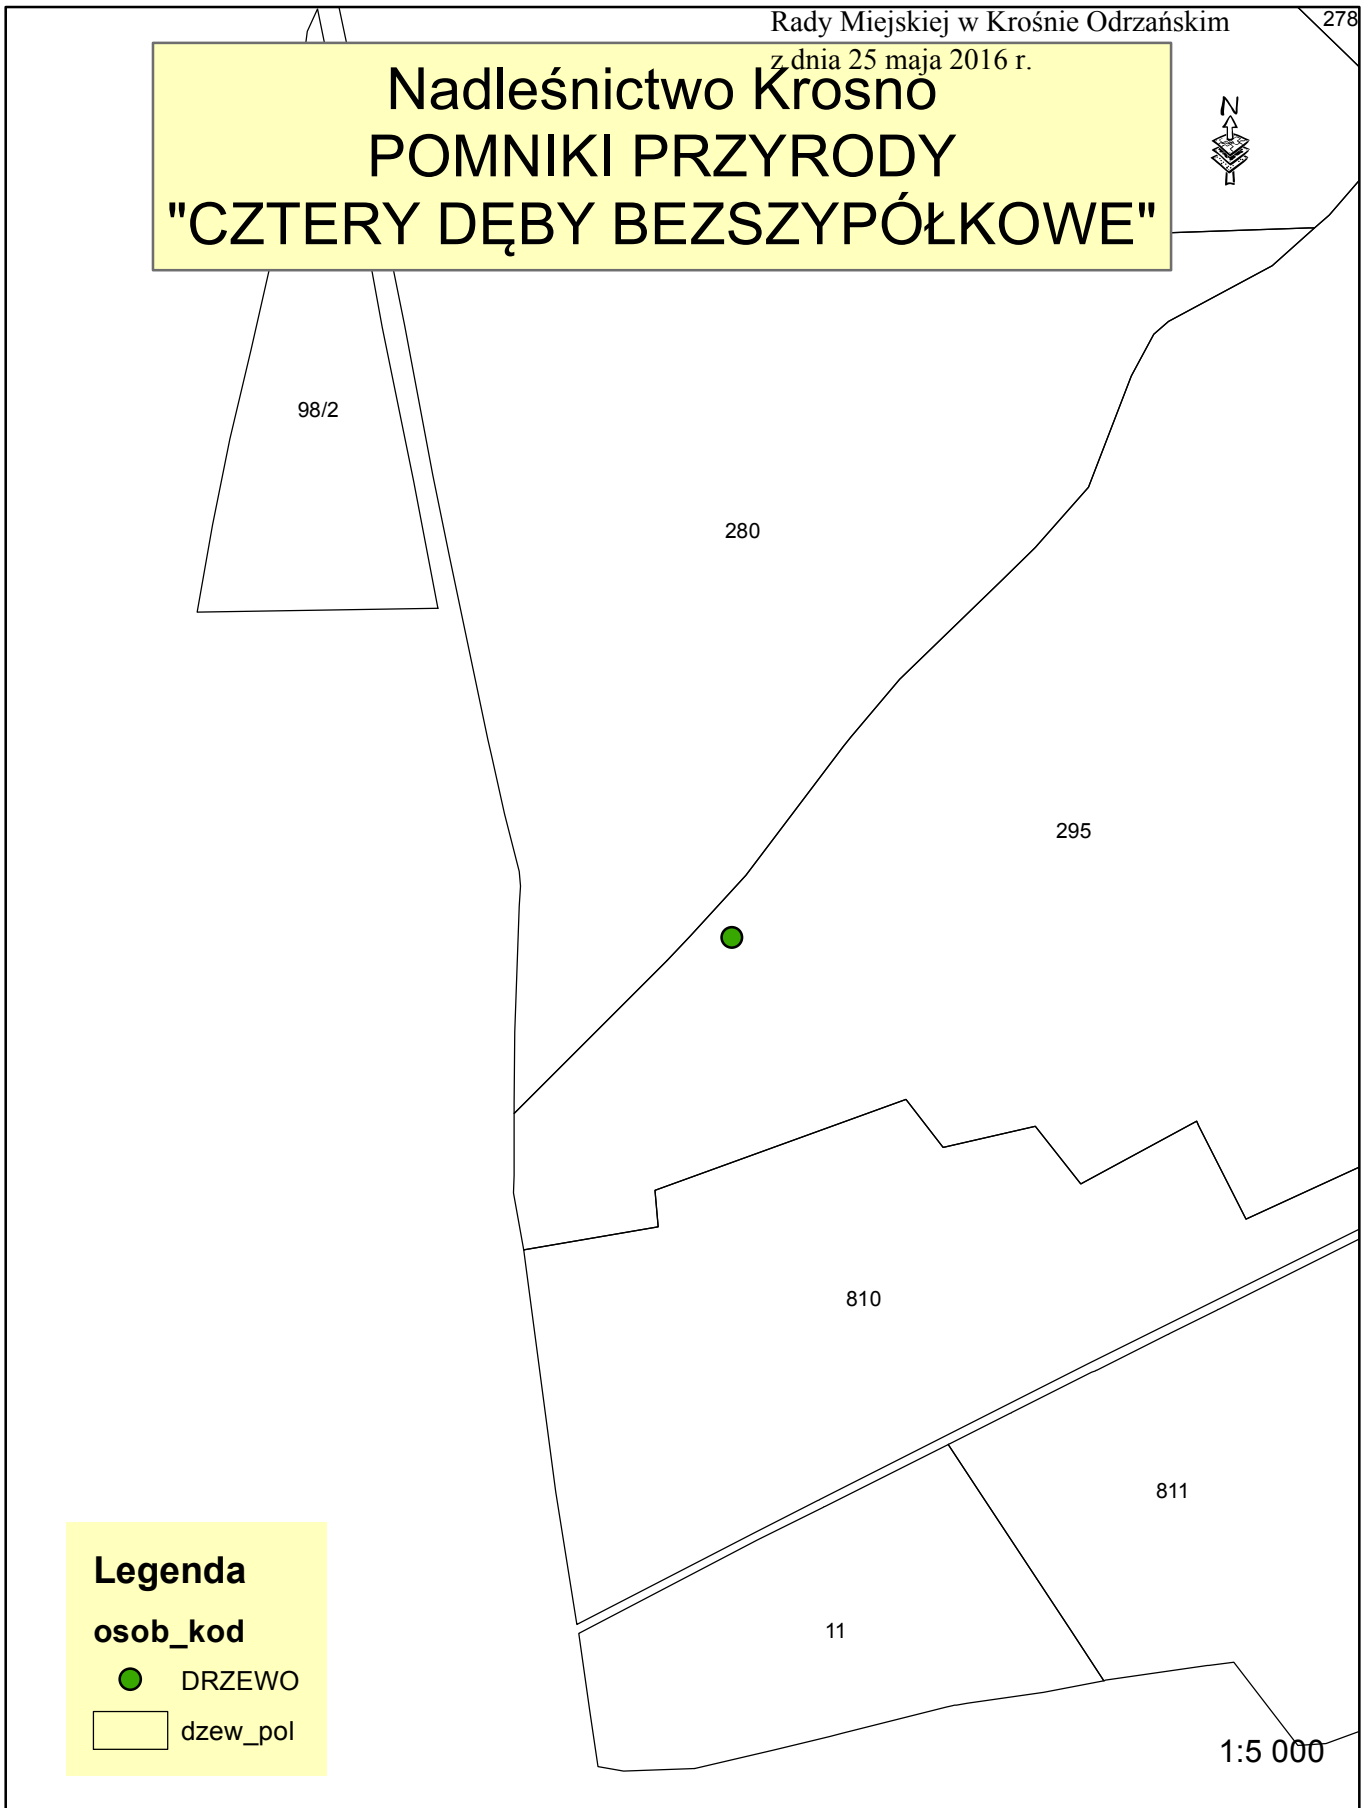 Rady Miejskiej w Krośnie Odrzańskim
z dnia 25 maja 2016 r.
278
Nadleśnictwo Krosno
POMNIKI PRZYRODY
"CZTERY DĘBY BEZSZYPÓŁKOWE"
N
98/2
280
295
810
811
11
Legenda
osob_kod
DRZEWO
dzew_pol
1:5 000